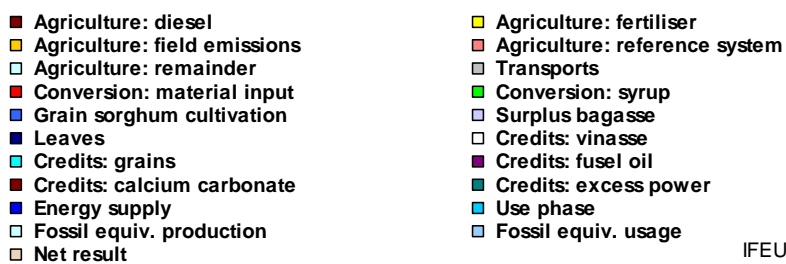 Agriculture: diesel
Agriculture: field emissions
Agriculture: remainder
Conversion: material input
Grain sorghum cultivation
Leaves
Credits: grains
Credits: calcium carbonate
Energy supply
Fossil equiv. production
Net result
Agriculture: fertiliser
Agriculture: reference system
Transports
Conversion: syrup
Surplus bagasse
Credits: vinasse
Credits: fusel oil
Credits: excess power
Use phase
Fossil equiv. usage
IFEU